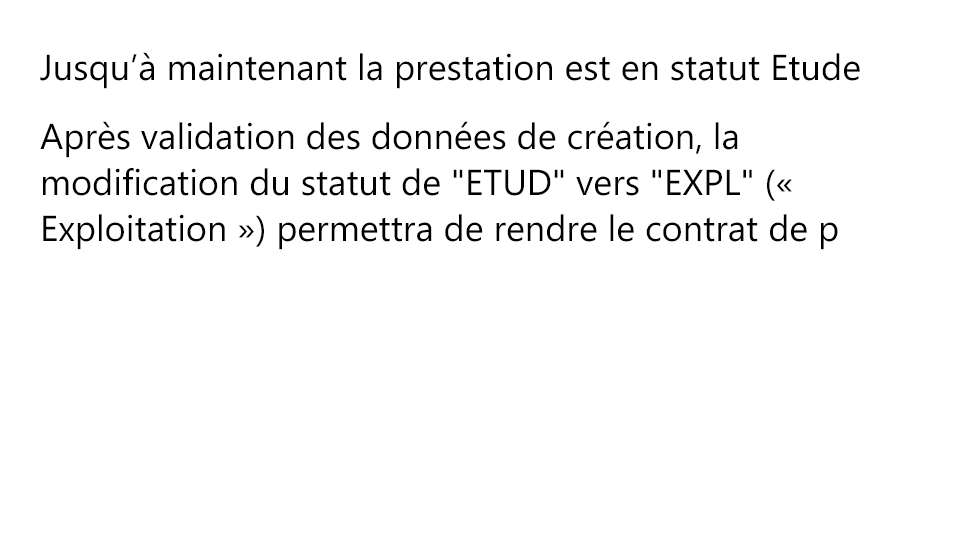 Jusqu’à maintenant la prestation est en statut Etude
Après validation des données de création, la
modification du statut de "ETUD" vers "EXPL" («
Exploitation ») permettra de rendre le contrat de p